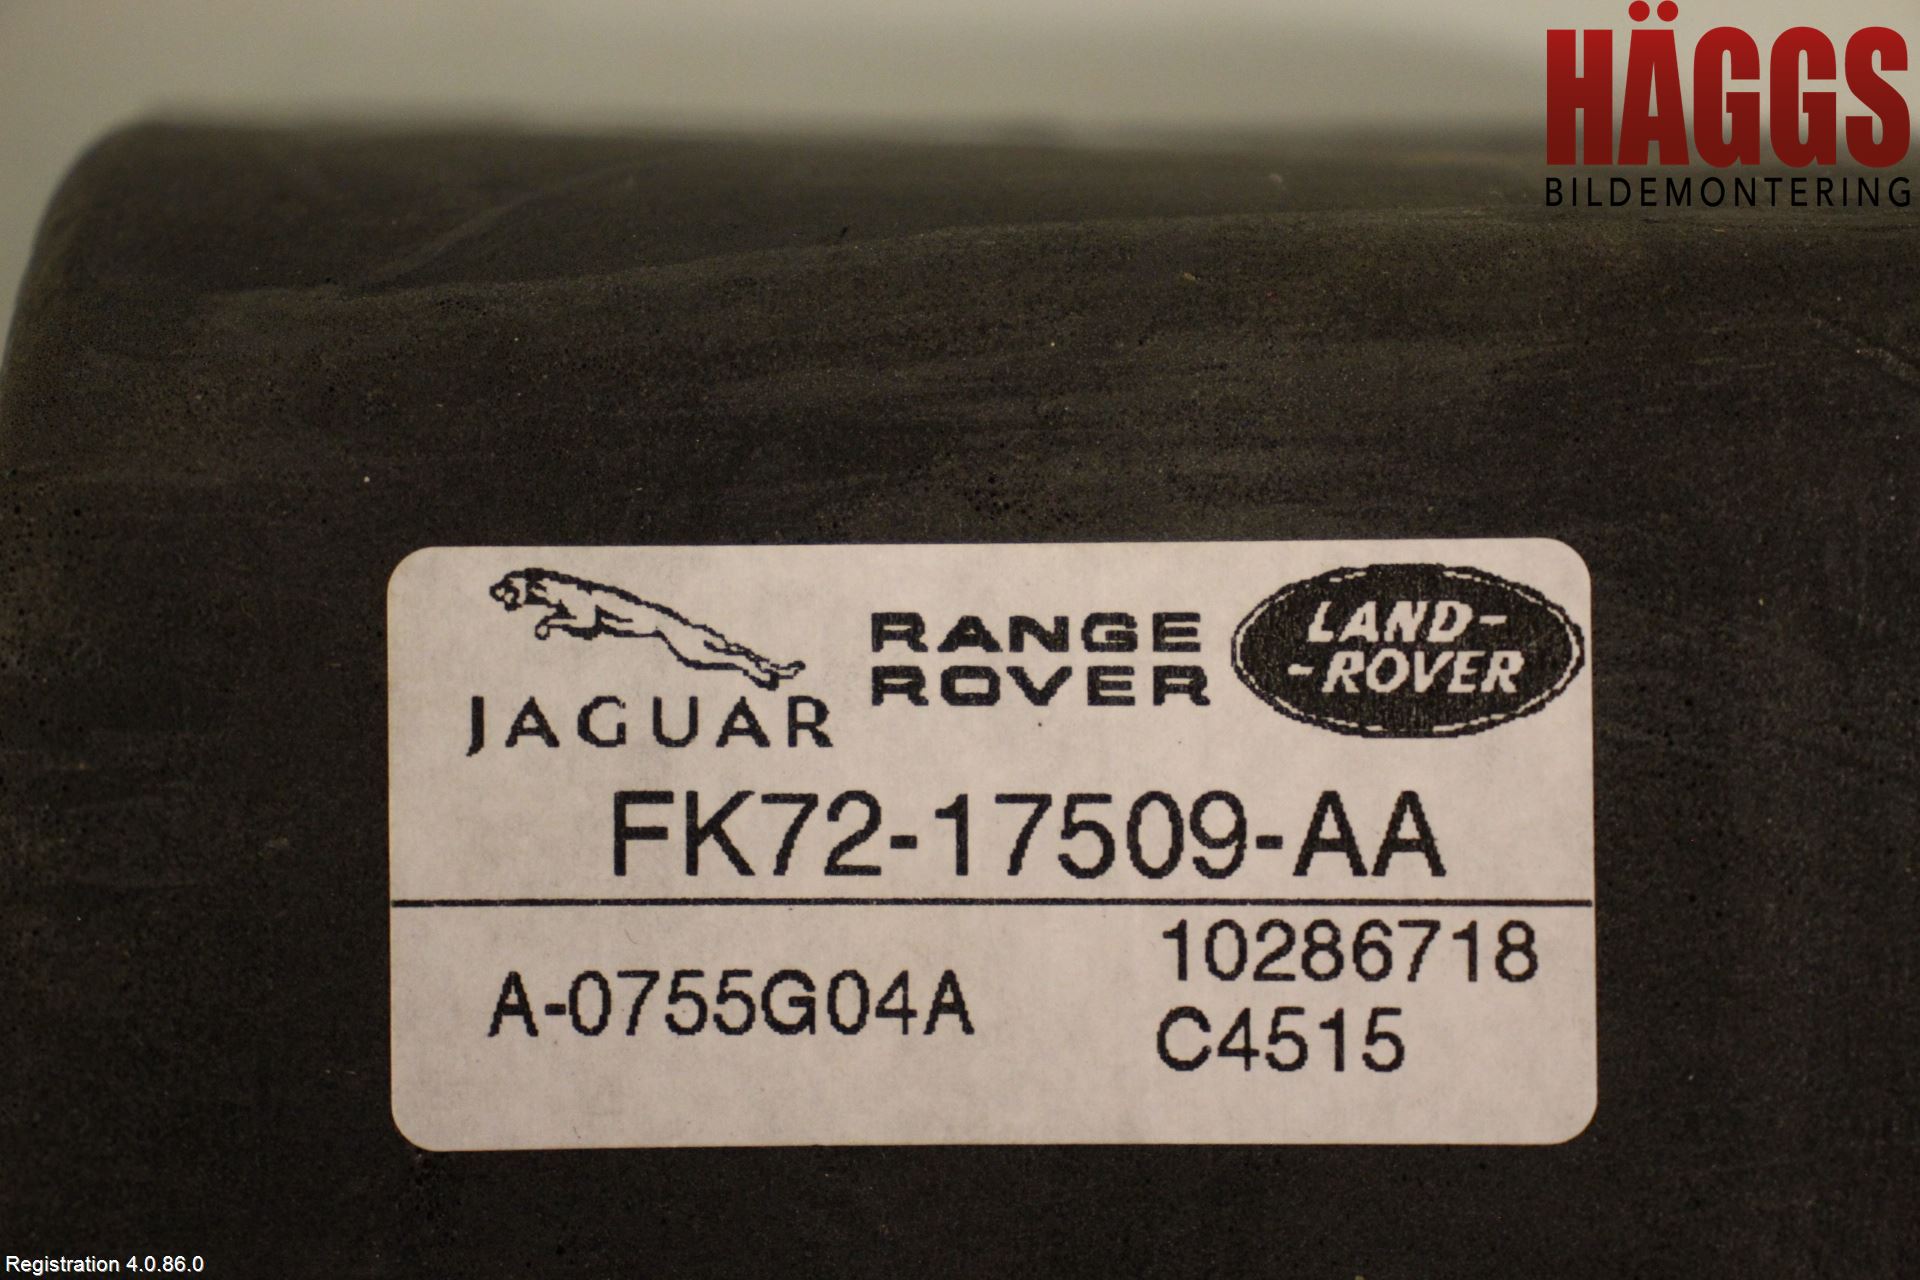 HÄGGS
BILDEMONTERING
JAGUAR
RANGE
ROVER
LAND-
-ROVER
FK72-17509-AA
A-0755G04A
10286718
C4515
Registration 4.0.86.0